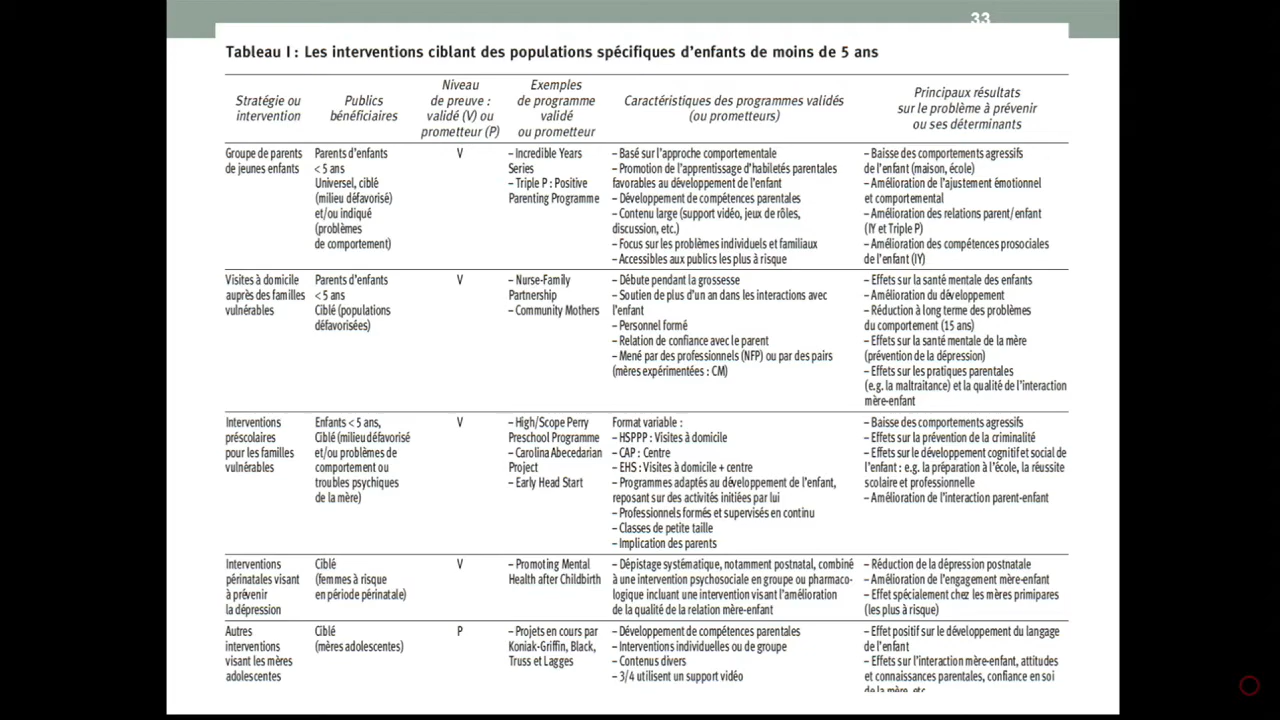 33
Tableau I : Les interventions ciblant des populations spécifiques d'enfants de moins de 5 ans
Stratégie ou
intervention
Publics
bénéficiaires
Niveau
de preuve :
validé (V) ou
prometteur (P)
Exemples
de programme
validé
ou prometteur
Caractéristiques des programmes validés
(ou prometteurs)
Principaux résultats
sur le problème à prévenir
ou ses déterminants
Groupe de parents
de jeunes enfants
Parents d'enfants
< 5 ans
Universel, ciblé
(milieu défavorisé)
et/ou indiqué
(problèmes
de comportement)
V
– Incredible Years
Series
– Triple P : Positive
Parenting Programme
– Basé sur l'approche comportementale
– Promotion de l'apprentissage d'habiletés parentales
favorables au développement de l'enfant
– Développement de compétences parentales
– Contenu large (support vidéo, jeux de rôles,
discussion, etc.)
– Focus sur les problèmes individuels et familiaux
– Accessibles aux publics les plus à risque
– Baisse des comportements agressifs
de l'enfant (maison, école)
– Amélioration de l'ajustement émotionnel
et comportemental
– Amélioration des relations parent/enfant
(IY et Triple P)
– Amélioration des compétences prosociales
de l'enfant (IY)
Visites à domicile
auprès des familles
vulnérables
Parents d'enfants
< 5 ans
Ciblé (populations
défavorisées)
V
– Nurse-Family
Partnership
– Community Mothers
– Débute pendant la grossesse
– Soutien de plus d'un an dans les interactions avec
l'enfant
– Personnel formé
– Relation de confiance avec le parent
– Mené par des professionnels (NFP) ou par des pairs
(mères expérimentées : CM)
– Effets sur la santé mentale des enfants
– Amélioration du développement
– Réduction à long terme des problèmes
du comportement (15 ans)
– Effets sur la santé mentale de la mère
(prévention de la dépression)
– Effets sur les pratiques parentales
(e.g. la maltraitance) et la qualité de l'interaction
mère-enfant
Interventions
préscolaires
pour les familles
vulnérables
Enfants < 5 ans,
Ciblé (milieu défavorisé
et/ou problèmes de
comportement ou
troubles psychiques
de la mère)
V
– High/Scope Perry
Preschool Programme
– Carolina Abecedarian
Project
– Early Head Start
Format variable :
– HSPPP : Visites à domicile
– CAP : Centre
– EHS : Visites à domicile + centre
– Programmes adaptés au développement de l'enfant,
reposant sur des activités initiées par lui
– Professionnels formés et supervisés en continu
– Classes de petite taille
– Implication des parents
– Baisse des comportements agressifs
– Effets sur la prévention de la criminalité
– Effets sur le développement cognitif et social de
l'enfant : e.g. la préparation à l'école, la réussite
scolaire et professionnelle
– Amélioration de l'interaction parent-enfant
Interventions
périnatales visant
à prévenir
la dépression
Ciblé
(femmes à risque
en période périnatale)
V
– Promoting Mental
Health after Childbirth
– Dépistage systématique, notamment postnatal, combiné
à une intervention psychosociale en groupe ou pharmaco-
logique incluant une intervention visant l'amélioration
de la qualité de la relation mère-enfant
– Réduction de la dépression postnatale
– Amélioration de l'engagement mère-enfant
– Effet spécialement chez les mères primipares
(les plus à risque)
Autres
interventions
visant les mères
adolescentes
Ciblé
(mères adolescentes)
P
– Projets en cours par
Koniak-Griffin, Black,
Truss et Lagges
– Développement de compétences parentales
– Interventions individuelles ou de groupe
– Contenus divers
– 3/4 utilisent un support vidéo
– Effet positif sur le développement du langage
de l'enfant
– Effets sur l'interaction mère-enfant, attitudes
et connaissances parentales, confiance en soi
de la mère, etc.